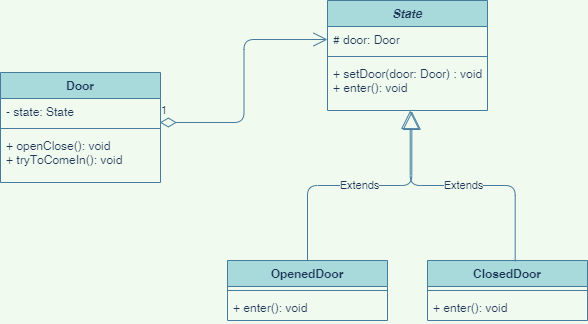 State
# door: Door
+ setDoor(door: Door) : void
+ enter(): void
Door
- state: State
+ openClose(): void
+ tryToComeIn(): void
1
Extends
Extends
OpenedDoor
+ enter(): void
ClosedDoor
+ enter(): void